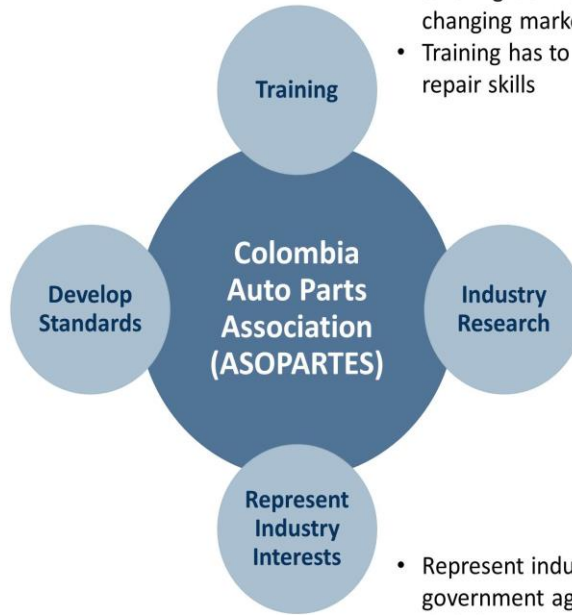 changing marke
• Training has to
repair skills
Training
Colombia
Auto Parts
Association
(ASOPARTES)
Develop
Standards
Industry
Research
Represent
Industry
Interests
• Represent indu
government ag